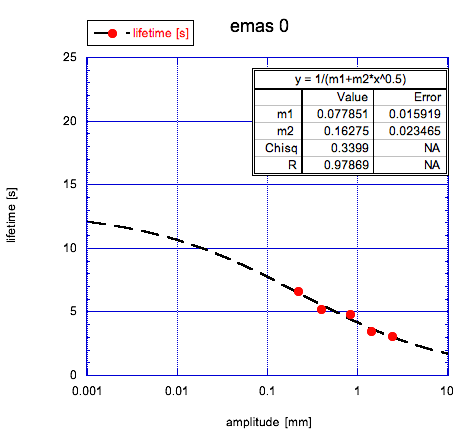 emas 0
lifetime [s]
y = 1/(m1+m2*x^0.5)
Value Error
m1 0.077851 0.015919
m2 0.16275 0.023465
Chisq 0.3399 NA
R 0.97869 NA
lifetime [s]
25
20
15
10
5
0
0.001 0.01 0.1 1 10
amplitude [mm]